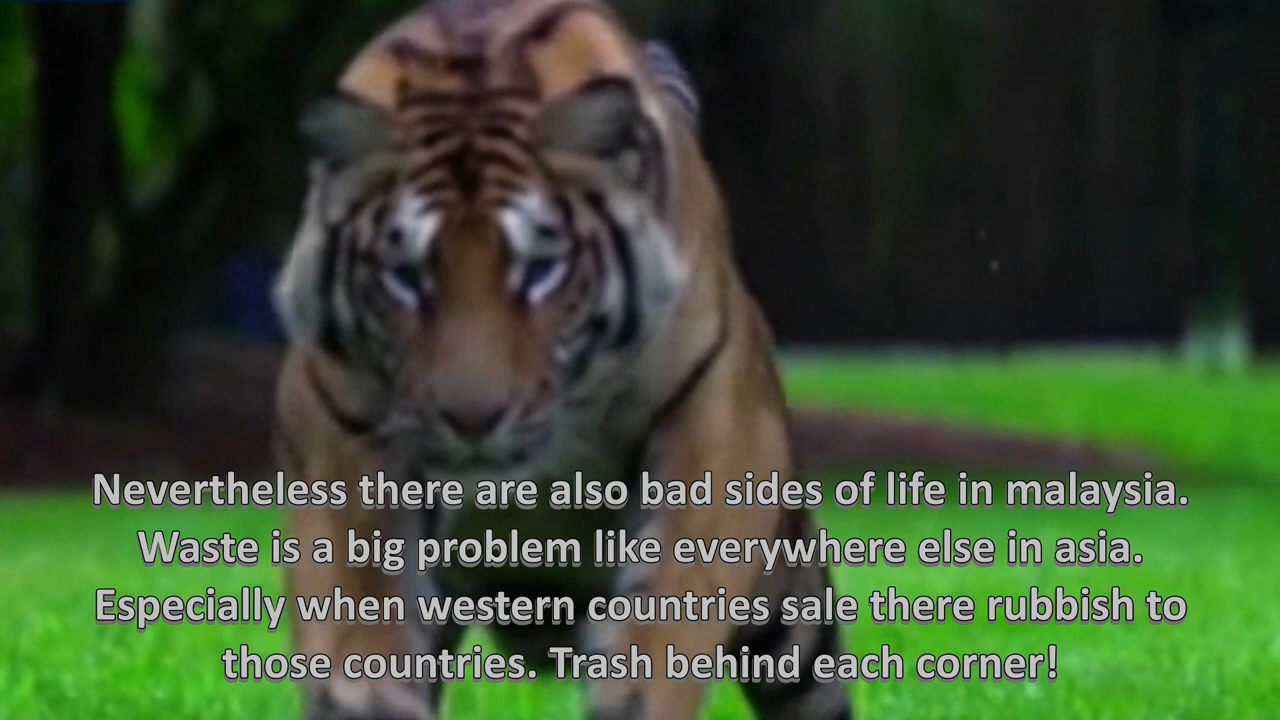 Nevertheless there are also bad sides of life in malaysia.
Waste is a big problem like everywhere else in asia.
Especially when western countries sale there rubbish to
those countries. Trash behind each corner!